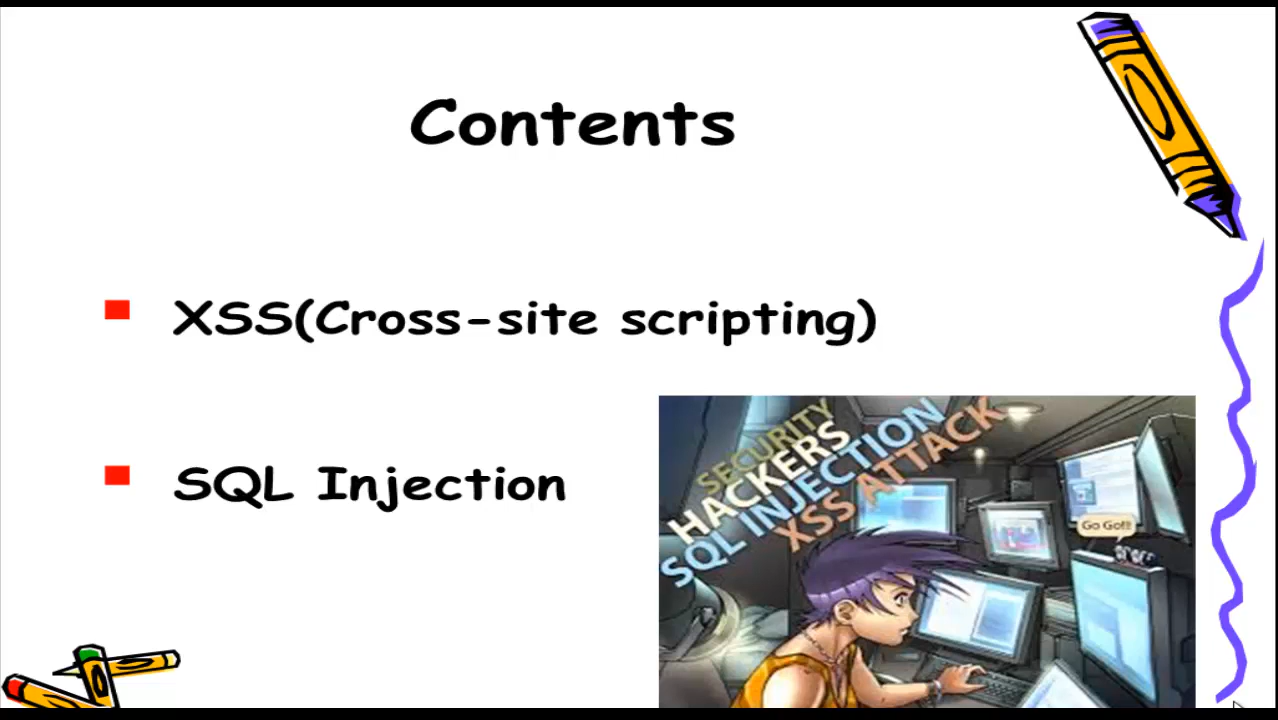 Contents
XSS(Cross-site scripting)
SQL Injection
SECURITY
HACKERS
SQL INJECTION
XSS ATTACK
Go Go!!!